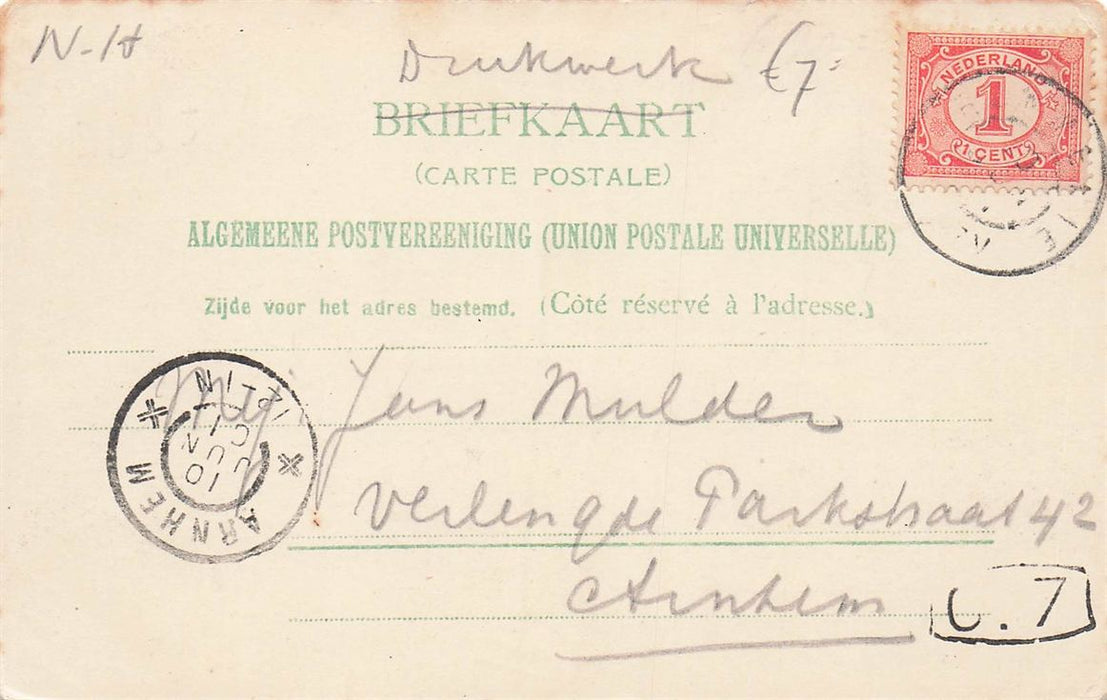 N-H
Drukwerk €7-
BRIEFKAART
(CARTE POSTALE)
ALGEMEENE POSTVEREENIGING (UNION POSTALE UNIVERSELLE)
Zijde voor het adres bestemd. (Côté réservé à l'adresse.)
NEDERLAND
1
1 CENT
Mej Jans Mulder
Verlengde Parkstraat 42
Arnhem
ARNHEM
10
. 7